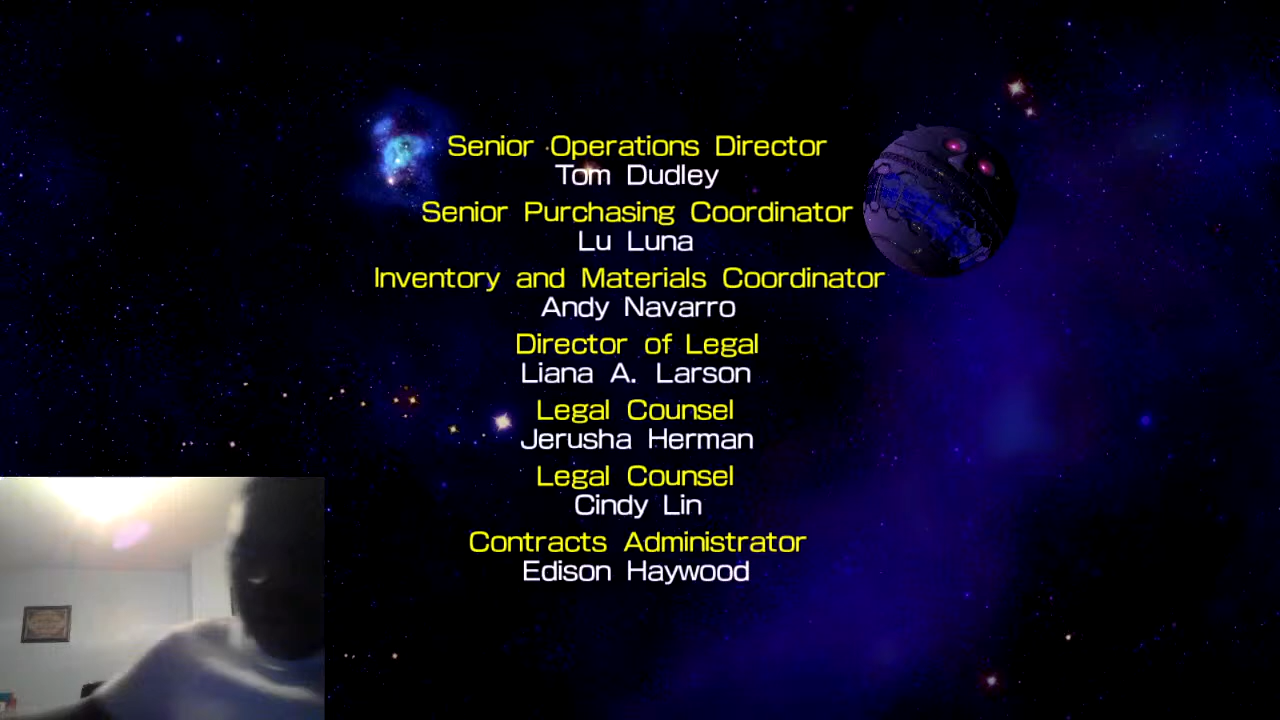 Senior Operations Director
Tom Dudley
Senior Purchasing Coordinator
Lu Luna
Inventory and Materials Coordinator
Andy Navarro
Director of Legal
Liana A. Larson
Legal Counsel
Jerusha Herman
Legal Counsel
Cindy Lin
Contracts Administrator
Edison Haywood